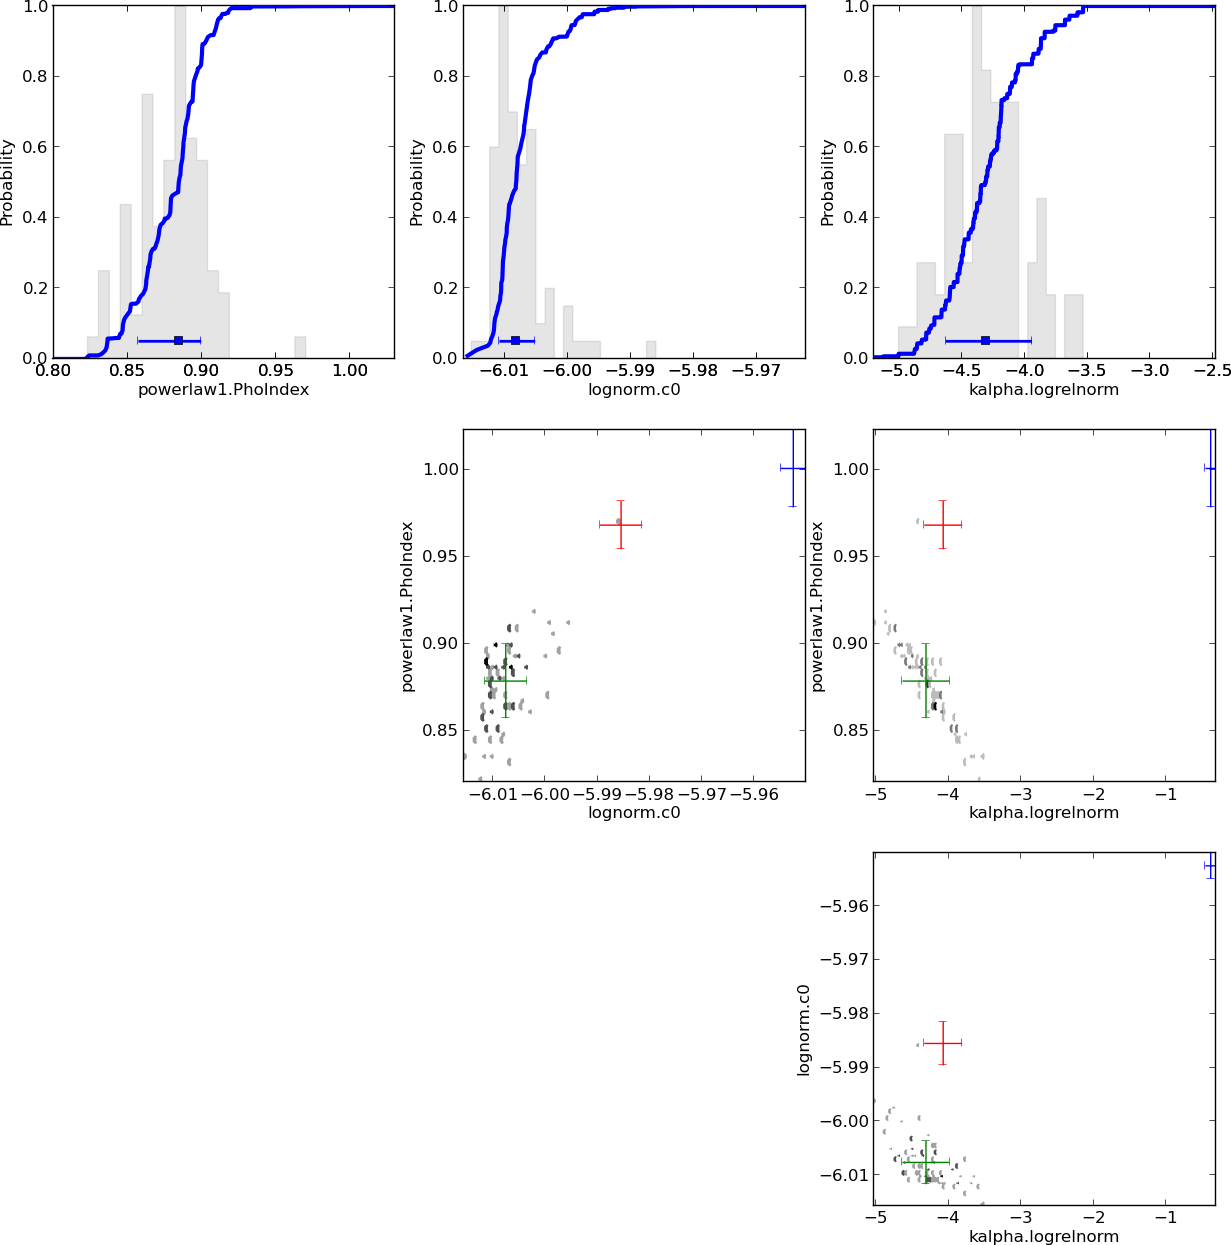 1.0
0.8
0.6
0.4
0.2
0.0
Probability
0.80 0.85 0.90 0.95 1.00
powerlaw1.PhoIndex
1.0
0.8
0.6
0.4
0.2
0.0
Probability
−6.01 −6.00 −5.99 −5.98 −5.97
lognorm.c0
1.0
0.8
0.6
0.4
0.2
0.0
Probability
−5.0 −4.5 −4.0 −3.5 −3.0 −2.5
kalpha.logrelnorm
1.00
0.95
0.90
0.85
powerlaw1.PhoIndex
−6.01 −6.00 −5.99 −5.98 −5.97 −5.96
lognorm.c0
1.00
0.95
0.90
0.85
powerlaw1.PhoIndex
−5 −4 −3 −2 −1
kalpha.logrelnorm
−5.96
−5.97
−5.98
−5.99
−6.00
−6.01
lognorm.c0
−5 −4 −3 −2 −1
kalpha.logrelnorm